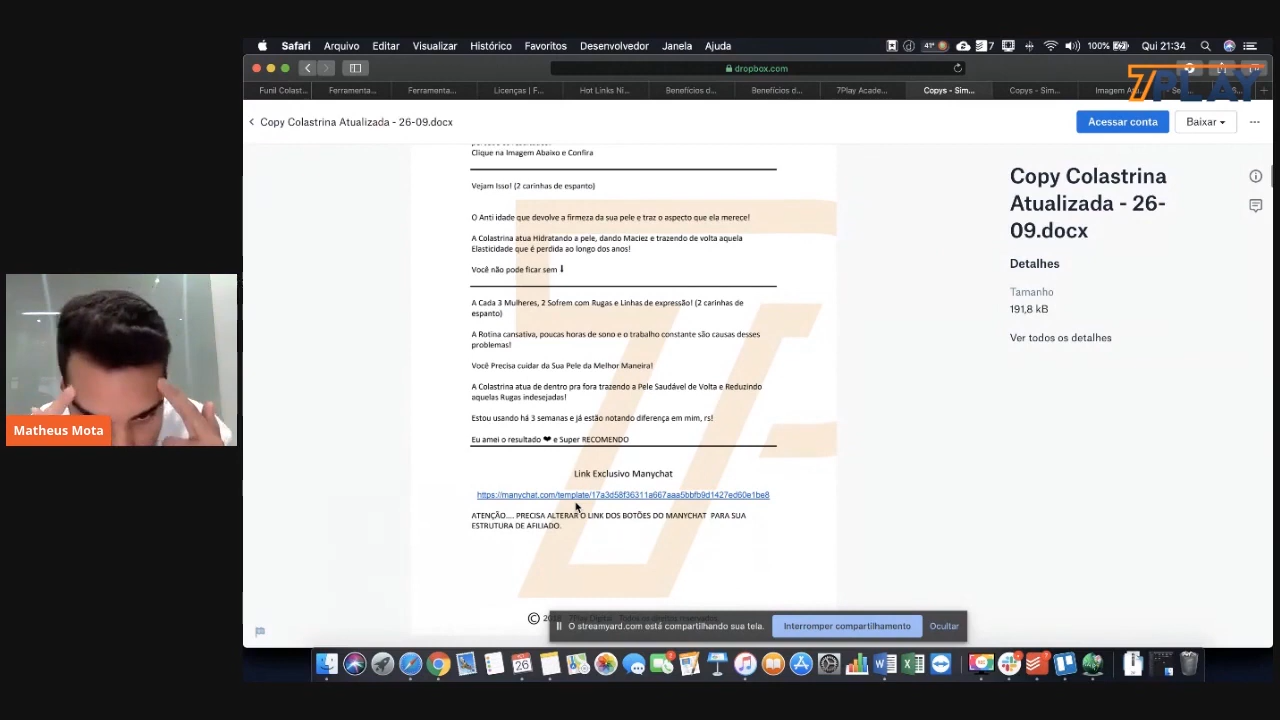 Safari Arquivo Editar Visualizar Histórico Favoritos Desenvolvedor Janela Ajuda
41° 7 100% Qui 21:34
dropbox.com
7PLAY
Funil Colast... Ferramenta... Ferramenta... Licenças | F... Hot Links Ni... Benefícios d... Benefícios d... 7Play Acade... Copys - Sim... Copys - Sim...
Copy Colastrina Atualizada - 26-09.docx
Acessar conta Baixar
Clique na Imagem Abaixo e Confira
Vejam Isso! (2 carinhas de espanto)
O Anti idade que devolve a firmeza da sua pele e traz o aspecto que ela merece!
A Colastrina atua Hidratando a pele, dando Maciez e trazendo de volta aquela
Elasticidade que é perdida ao longo dos anos!
Você não pode ficar sem ⬇
A Cada 3 Mulheres, 2 Sofrem com Rugas e Linhas de expressão! (2 carinhas de
espanto)
A Rotina cansativa, poucas horas de sono e o trabalho constante são causas desses
problemas!
Você Precisa cuidar da Sua Pele da Melhor Maneira!
A Colastrina atua de dentro pra fora trazendo a Pele Saudável de Volta e Reduzindo
aquelas Rugas indesejadas!
Estou usando há 3 semanas e já estão notando diferença em mim, rs!
Eu amei o resultado ❤ e Super RECOMENDO
Link Exclusivo Manychat
https://manychat.com/template/17a3d58f36311a667aaa5bbfb9d1427ed60e1be8
ATENÇÃO.... PRECISA ALTERAR O LINK DOS BOTÕES DO MANYCHAT PARA SUA
ESTRUTURA DE AFILIADO.
Copy Colastrina
Atualizada - 26-
09.docx
Detalhes
Tamanho
191,8 kB
Ver todos os detalhes
Matheus Mota
O streamyard.com está compartilhando sua tela. Interromper compartilhamento Ocultar